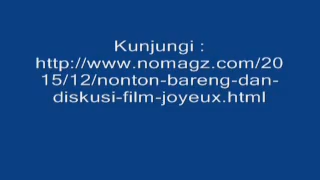 Kunjungi :
http://www.nomagz.com/20
15/12/nonton-bareng-dan-
diskusi-film-joyeux.html